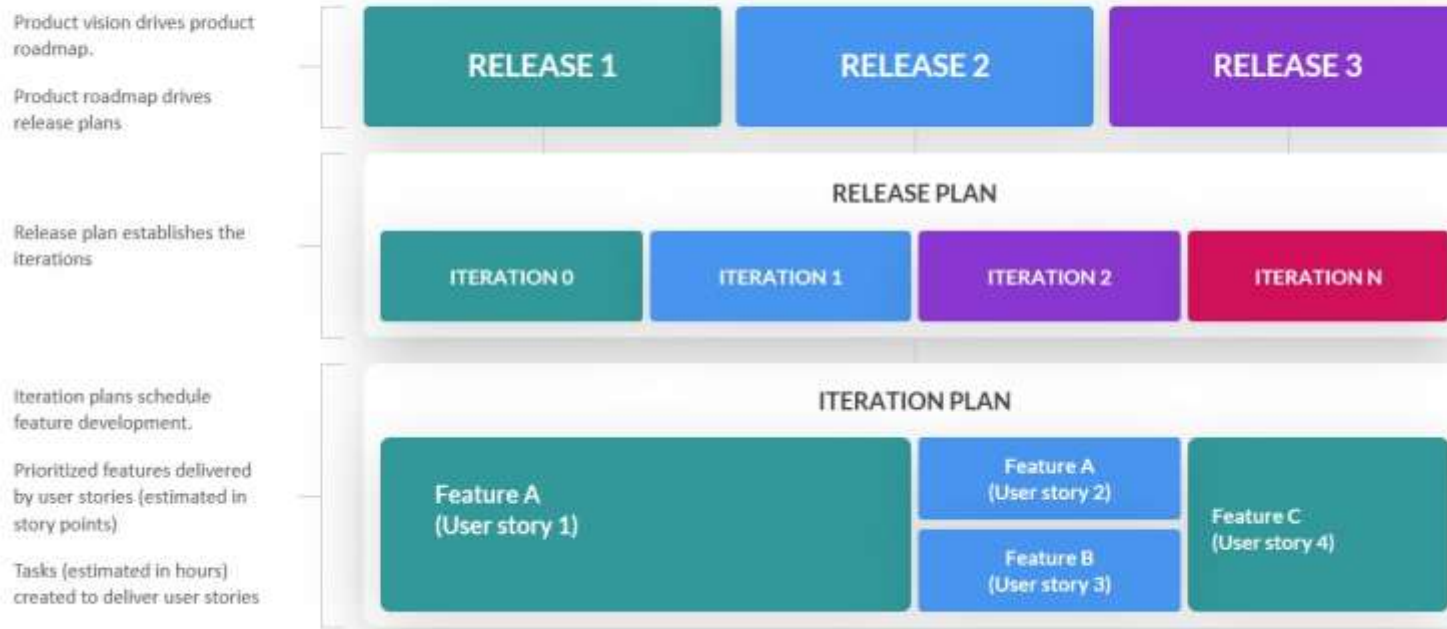 Product vision drives product
roadmap.
Product roadmap drives
release plans
RELEASE 1
RELEASE 2
RELEASE 3
Release plan establishes the
iterations
RELEASE PLAN
ITERATION 0
ITERATION 1
ITERATION 2
ITERATION N
Iteration plans schedule
feature development.
Prioritized features delivered
by user stories (estimated in
story points)
Tasks (estimated in hours)
created to deliver user stories
ITERATION PLAN
Feature A
(User story 1)
Feature A
(User story 2)
Feature B
(User story 3)
Feature C
(User story 4)